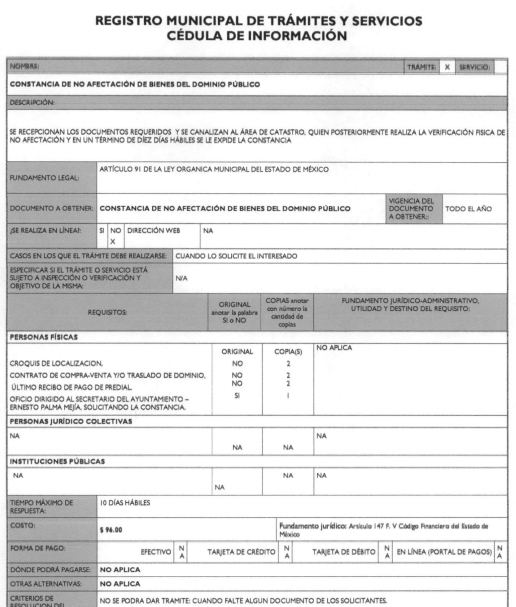 REGISTRO MUNICIPAL DE TRÁMITES Y SERVICIOS
CÉDULA DE INFORMACIÓN
NOMBRE: TRÁMITE: X SERVICIO:
CONSTANCIA DE NO AFECTACIÓN DE BIENES DEL DOMINIO PÚBLICO
DESCRIPCIÓN:
SE RECEPCIONAN LOS DOCUMENTOS REQUERIDOS Y SE CANALIZAN AL ÁREA DE CATASTRO, QUIEN POSTERIORMENTE REALIZA LA VERIFICACIÓN FISICA DE
NO AFECTACIÓN Y EN UN TÉRMINO DE DÍEZ DÍAS HÁBILES SE LE EXPIDE LA CONSTANCIA
FUNDAMENTO LEGAL: ARTÍCULO 91 DE LA LEY ORGANICA MUNICIPAL DEL ESTADO DE MÉXICO
DOCUMENTO A OBTENER: CONSTANCIA DE NO AFECTACIÓN DE BIENES DEL DOMINIO PÚBLICO VIGENCIA DEL
DOCUMENTO
A OBTENER.: TODO EL AÑO
¿SE REALIZA EN LÍNEA?: SI NO DIRECCIÓN WEB NA
X
CASOS EN LOS QUE EL TRÁMITE DEBE REALIZARSE: CUANDO LO SOLICITE EL INTERESADO
ESPECIFICAR SI EL TRÁMITE O SERVICIO ESTÁ
SUJETO A INSPECCIÓN O VERIFICACIÓN Y
OBJETIVO DE LA MISMA: N/A
REQUISITOS: ORIGINAL
anotar la palabra
SI o NO
COPIAS anotar
con número la
cantidad de
copias
FUNDAMENTO JURÍDICO-ADMINISTRATIVO,
UTILIDAD Y DESTINO DEL REQUISITO:
PERSONAS FÍSICAS
ORIGINAL COPIA(S) NO APLICA
CROQUIS DE LOCALIZACION, NO 2
CONTRATO DE COMPRA-VENTA Y/O TRASLADO DE DOMINIO, NO 2
ÚLTIMO RECIBO DE PAGO DE PREDIAL. NO 2
OFICIO DIRIGIDO AL SECRETARIO DEL AYUNTAMIENTO – SI 1
ERNESTO PALMA MEJÍA, SOLICITANDO LA CONSTANCIA.
PERSONAS JURÍDICO COLECTIVAS
NA NA NA NA
INSTITUCIONES PÚBLICAS
NA NA NA NA
TIEMPO MÁXIMO DE
RESPUESTA: 10 DÍAS HÁBILES
COSTO: $ 96.00 Fundamento jurídico: Artículo 147 F. V Código Financiero del Estado de
México
FORMA DE PAGO: EFECTIVO NA TARJETA DE CRÉDITO NA TARJETA DE DÉBITO NA EN LÍNEA (PORTAL DE PAGOS) NA
DÓNDE PODRÁ PAGARSE: NO APLICA
OTRAS ALTERNATIVAS: NO APLICA
CRITERIOS DE
RESOLUCIÓN DEL NO SE PODRA DAR TRAMITE: CUANDO FALTE ALGUN DOCUMENTO DE LOS SOLICITANTES.